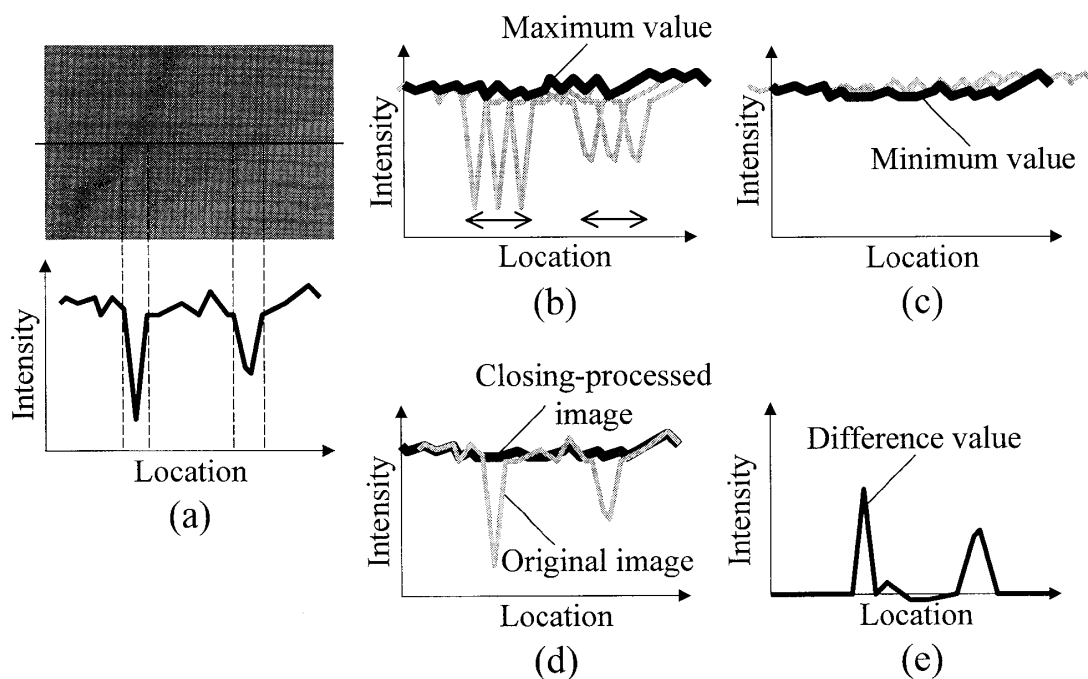 Intensity
Location
(a)
Maximum value
Intensity
Location
(b)
Minimum value
Intensity
Location
(c)
Closing-processed
image
Original image
Intensity
Location
(d)
Difference value
Intensity
Location
(e)